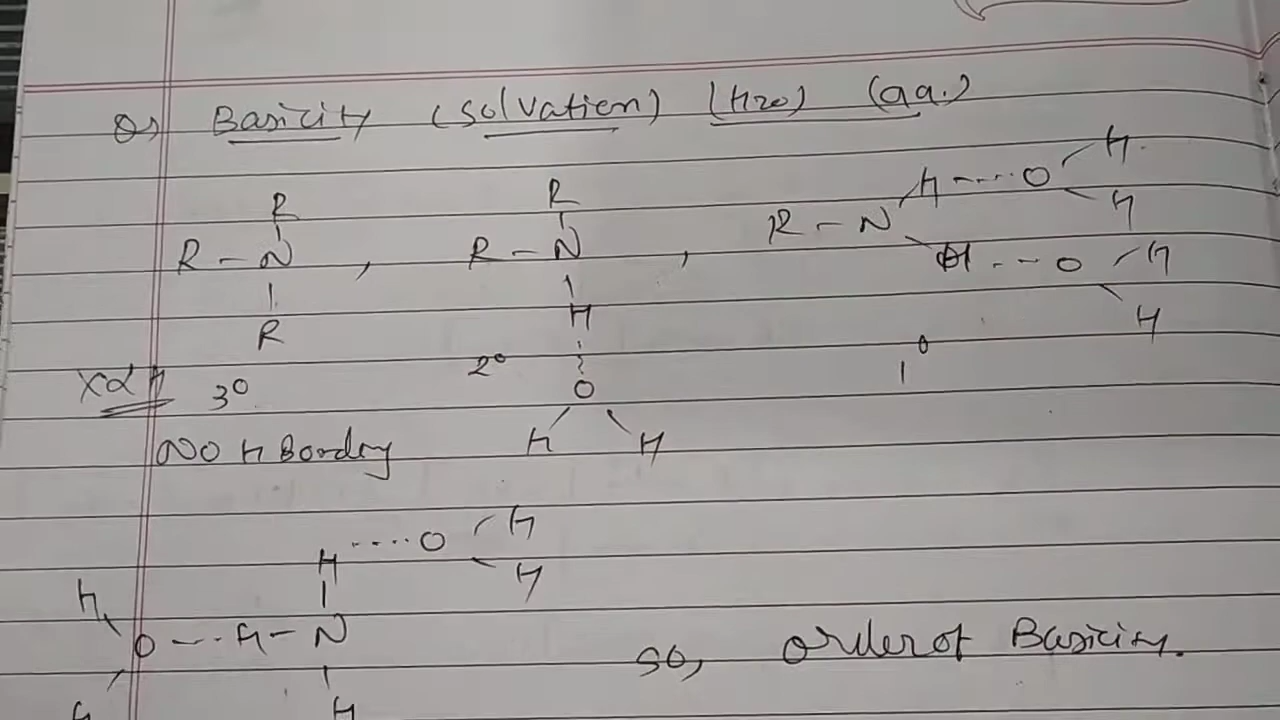 Q) Basicity (solvation) (H2O) (aq.)
R R H
R - N , R - N , R - N H ---- O H
R H H --- O H H
3° 2° O 1°
NO H Bonding H H
H ---- O H H
H O --- H - N
H H
so, order of Basicity.